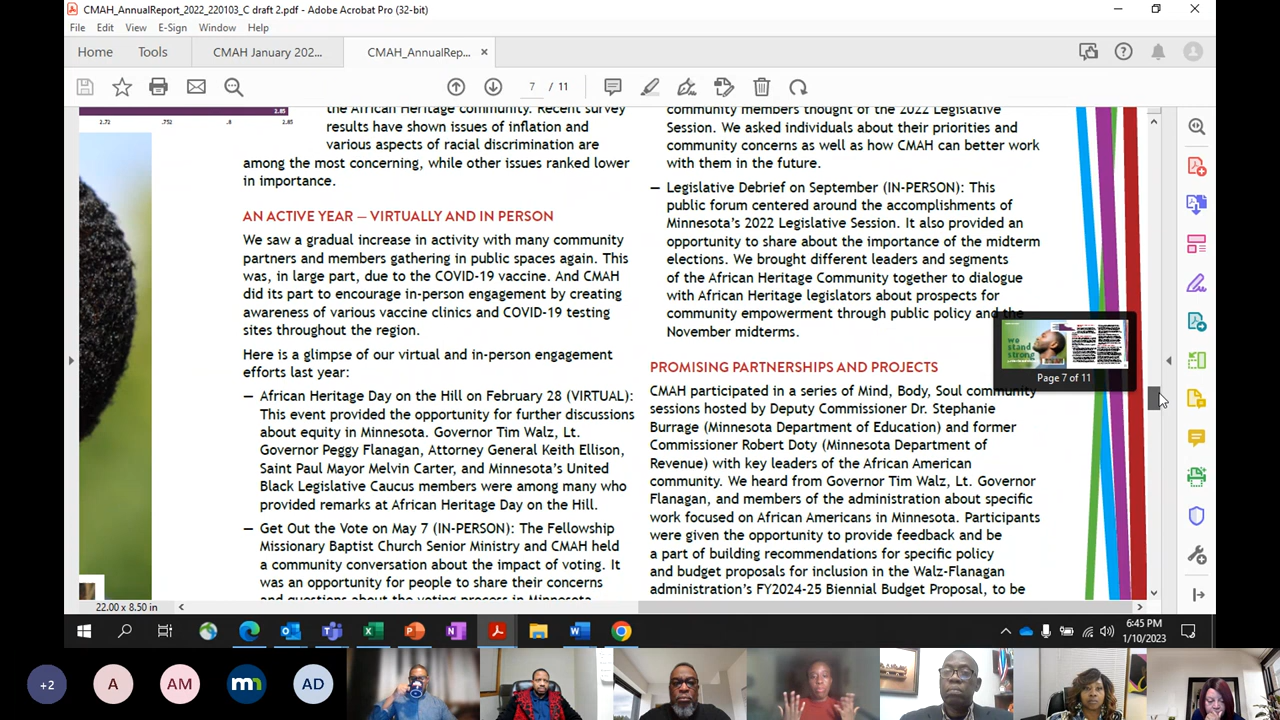 CMAH_AnnualReport_2022_220103_C draft 2.pdf - Adobe Acrobat Pro (32-bit)
File Edit View E-Sign Window Help
Home Tools CMAH January 202... CMAH_AnnualRep... ×
7 / 11
2.85
2.72 .752 .8 2.85
the African Heritage community. Recent survey
results have shown issues of inflation and
various aspects of racial discrimination are
among the most concerning, while other issues ranked lower
in importance.
AN ACTIVE YEAR — VIRTUALLY AND IN PERSON
We saw a gradual increase in activity with many community
partners and members gathering in public spaces again. This
was, in large part, due to the COVID-19 vaccine. And CMAH
did its part to encourage in-person engagement by creating
awareness of various vaccine clinics and COVID-19 testing
sites throughout the region.
Here is a glimpse of our virtual and in-person engagement
efforts last year:
— African Heritage Day on the Hill on February 28 (VIRTUAL):
This event provided the opportunity for further discussions
about equity in Minnesota. Governor Tim Walz, Lt.
Governor Peggy Flanagan, Attorney General Keith Ellison,
Saint Paul Mayor Melvin Carter, and Minnesota's United
Black Legislative Caucus members were among many who
provided remarks at African Heritage Day on the Hill.
— Get Out the Vote on May 7 (IN-PERSON): The Fellowship
Missionary Baptist Church Senior Ministry and CMAH held
a community conversation about the impact of voting. It
was an opportunity for people to share their concerns
and questions about the voting process in Minnesota
community members thought of the 2022 Legislative
Session. We asked individuals about their priorities and
community concerns as well as how CMAH can better work
with them in the future.
— Legislative Debrief on September (IN-PERSON): This
public forum centered around the accomplishments of
Minnesota's 2022 Legislative Session. It also provided an
opportunity to share about the importance of the midterm
elections. We brought different leaders and segments
of the African Heritage Community together to dialogue
with African Heritage legislators about prospects for
community empowerment through public policy and the
November midterms.
PROMISING PARTNERSHIPS AND PROJECTS
CMAH participated in a series of Mind, Body, Soul community
sessions hosted by Deputy Commissioner Dr. Stephanie
Burrage (Minnesota Department of Education) and former
Commissioner Robert Doty (Minnesota Department of
Revenue) with key leaders of the African American
community. We heard from Governor Tim Walz, Lt. Governor
Flanagan, and members of the administration about specific
work focused on African Americans in Minnesota. Participants
were given the opportunity to provide feedback and be
a part of building recommendations for specific policy
and budget proposals for inclusion in the Walz-Flanagan
administration's FY2024-25 Biennial Budget Proposal, to be
we
stand
strong
Page 7 of 11
22.00 x 8.50 in
6:45 PM
1/10/2023
+2 A AM mn AD